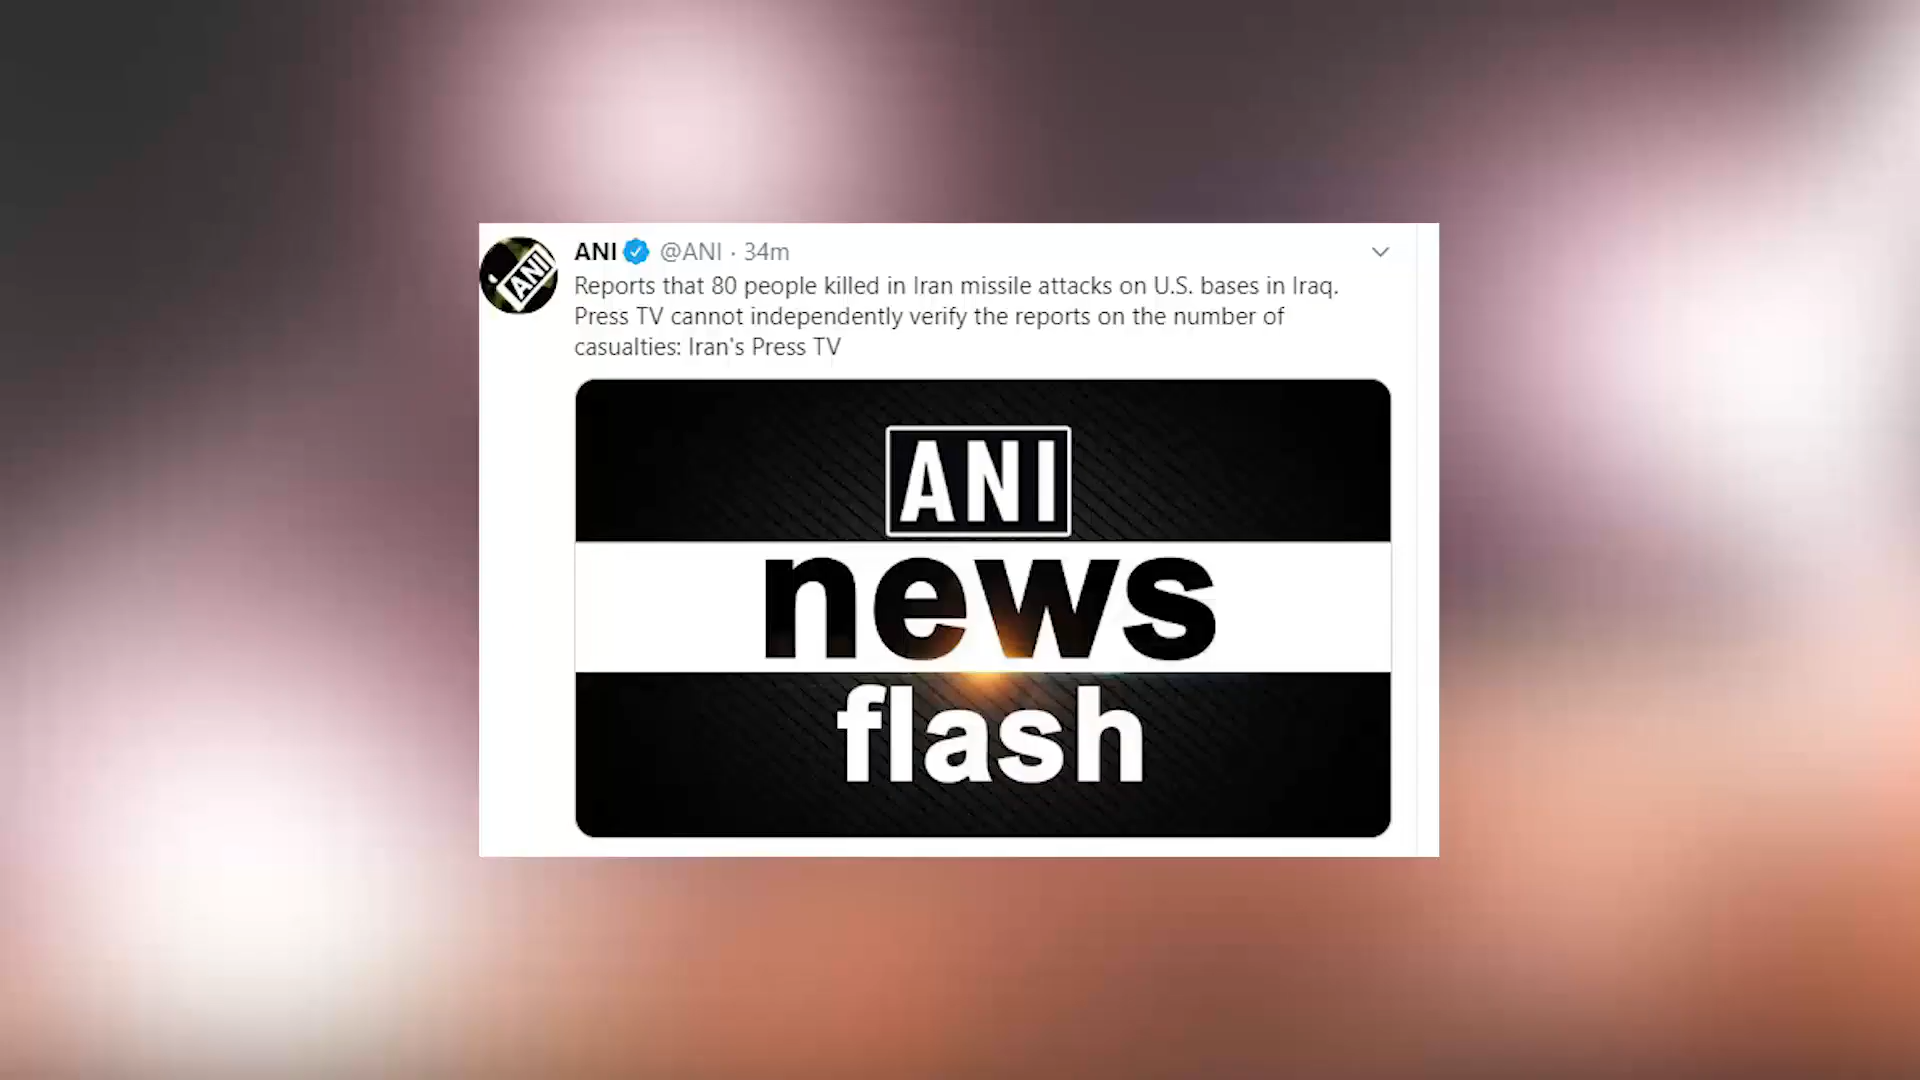 ANI @ANI · 34m
Reports that 80 people killed in Iran missile attacks on U.S. bases in Iraq.
Press TV cannot independently verify the reports on the number of
casualties: Iran's Press TV
ANI
ANI
news
flash